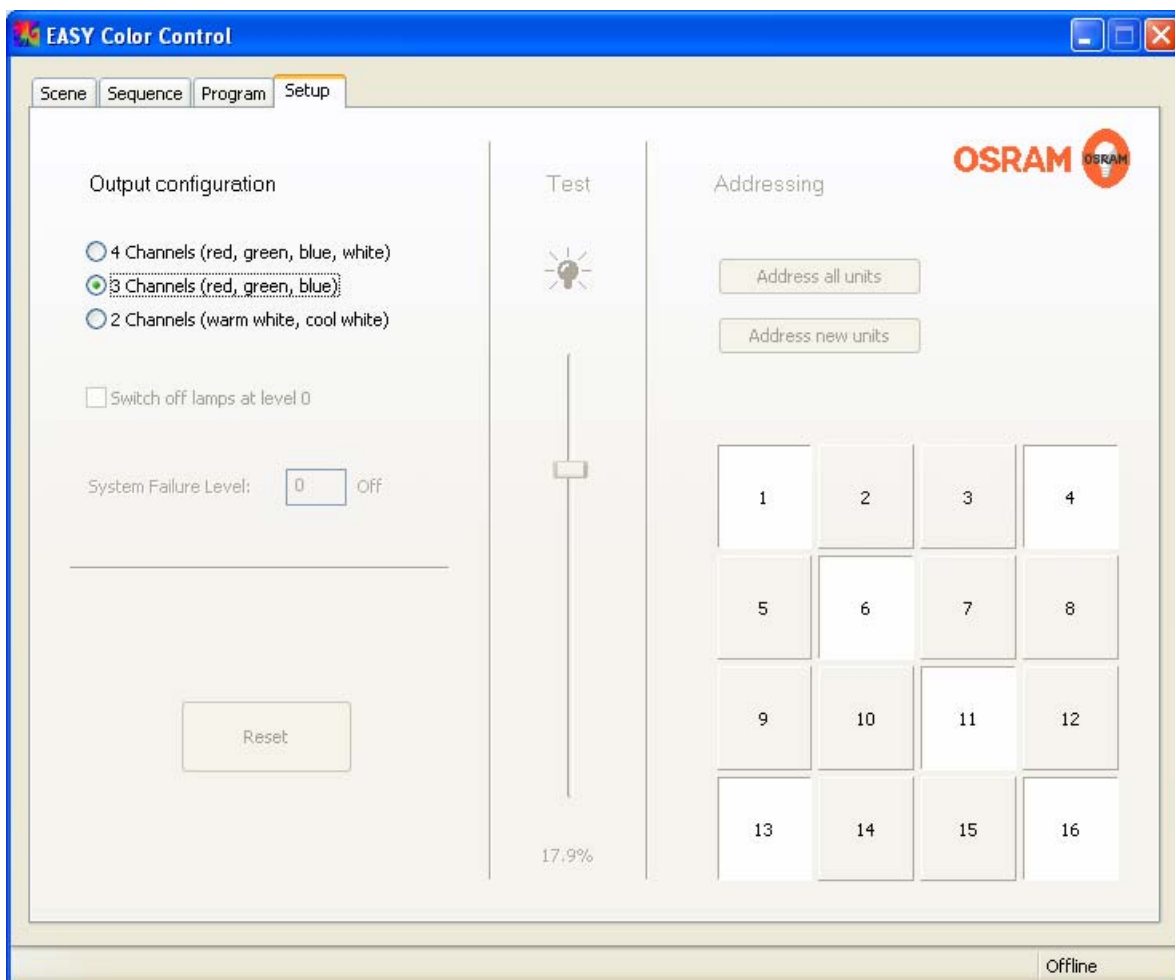 EASY Color Control
Scene Sequence Program Setup
OSRAM OSRAM
Output configuration
4 Channels (red, green, blue, white)
3 Channels (red, green, blue)
2 Channels (warm white, cool white)
Switch off lamps at level 0
System Failure Level: 0 Off
Reset
Test
17.9%
Addressing
Address all units
Address new units
1 2 3 4
5 6 7 8
9 10 11 12
13 14 15 16
Offline